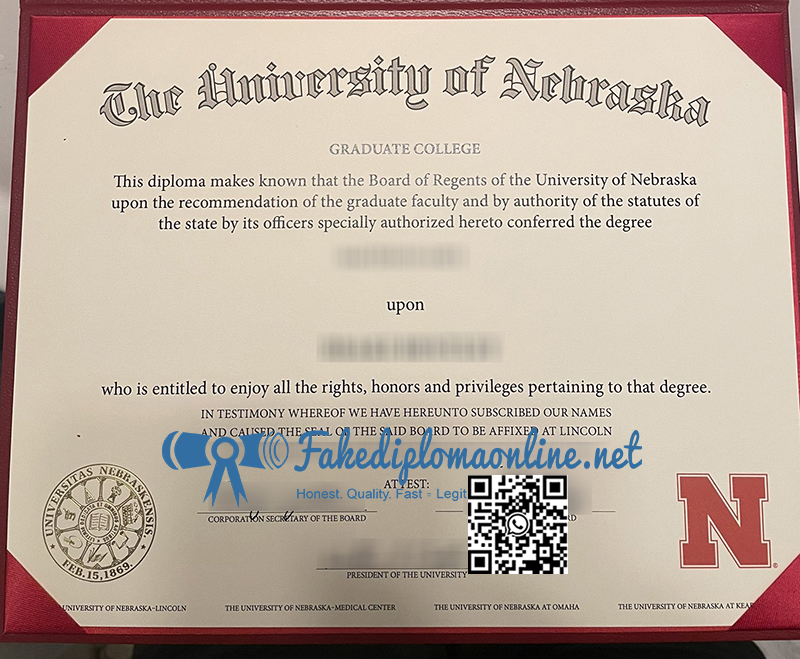 The University of Nebraska
GRADUATE COLLEGE
This diploma makes known that the Board of Regents of the University of Nebraska
upon the recommendation of the graduate faculty and by authority of the statutes of
the state by its officers specially authorized hereto conferred the degree
upon
who is entitled to enjoy all the rights, honors and privileges pertaining to that degree.
IN TESTIMONY WHEREOF WE HAVE HEREUNTO SUBSCRIBED OUR NAMES
AND CAUSED THE SEAL OF THE SAID BOARD TO BE AFFIXED AT LINCOLN
Fakediplomaonline.net
Honest. Quality. Fast Legit
ATTEST:
CORPORATION SECRETARY OF THE BOARD
PRESIDENT OF THE UNIVERSITY
UNIVERSITAS NEBRASKENSIS
FEB. 15, 1869.
N
UNIVERSITY OF NEBRASKA-LINCOLN
THE UNIVERSITY OF NEBRASKA-MEDICAL CENTER
THE UNIVERSITY OF NEBRASKA AT OMAHA
THE UNIVERSITY OF NEBRASKA AT